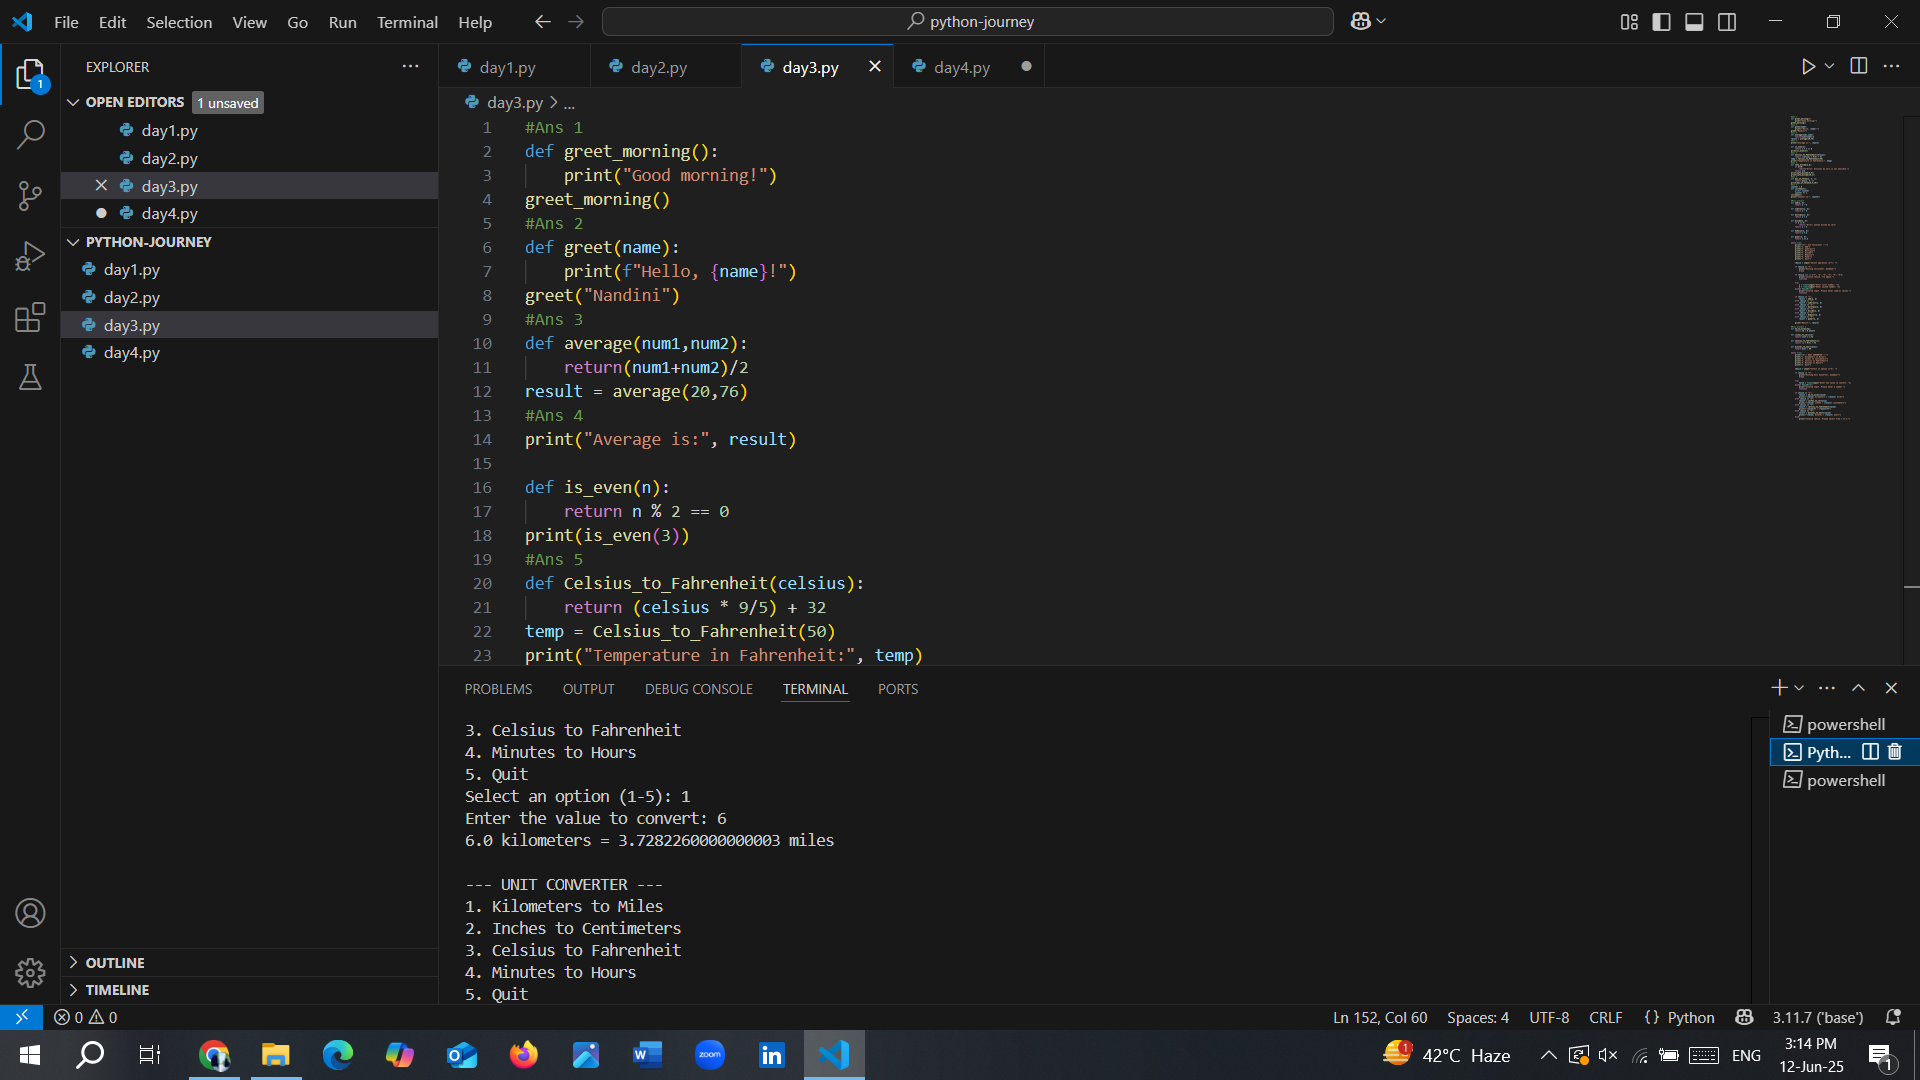 File Edit Selection View Go Run Terminal Help
python-journey
EXPLORER
1
OPEN EDITORS 1 unsaved
day1.py
day2.py
day3.py
day4.py
PYTHON-JOURNEY
day1.py
day2.py
day3.py
day4.py
OUTLINE
TIMELINE
day1.py day2.py day3.py day4.py
day3.py > ...
1 #Ans 1
2 def greet_morning():
3 print("Good morning!")
4 greet_morning()
5 #Ans 2
6 def greet(name):
7 print(f"Hello, {name}!")
8 greet("Nandini")
9 #Ans 3
10 def average(num1,num2):
11 return(num1+num2)/2
12 result = average(20,76)
13 #Ans 4
14 print("Average is:", result)
15
16 def is_even(n):
17 return n % 2 == 0
18 print(is_even(3))
19 #Ans 5
20 def Celsius_to_Fahrenheit(celsius):
21 return (celsius * 9/5) + 32
22 temp = Celsius_to_Fahrenheit(50)
23 print("Temperature in Fahrenheit:", temp)
PROBLEMS OUTPUT DEBUG CONSOLE TERMINAL PORTS
3. Celsius to Fahrenheit
4. Minutes to Hours
5. Quit
Select an option (1-5): 1
Enter the value to convert: 6
6.0 kilometers = 3.7282260000000003 miles
--- UNIT CONVERTER ---
1. Kilometers to Miles
2. Inches to Centimeters
3. Celsius to Fahrenheit
4. Minutes to Hours
5. Quit
powershell
Pyth...
powershell
0 0
Ln 152, Col 60 Spaces: 4 UTF-8 CRLF {} Python 3.11.7 ('base')
zoom
1 42°C Haze
ENG
3:14 PM
12-Jun-25
1